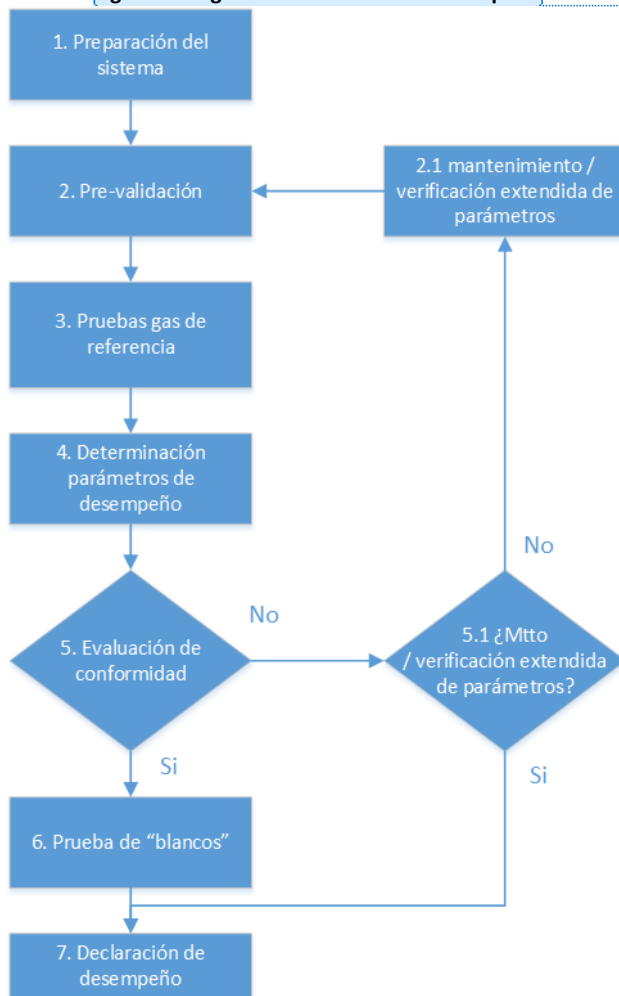 1. Preparación del
sistema
2. Pre-validación
2.1 mantenimiento /
verificación extendida de
parámetros
3. Pruebas gas de
referencia
4. Determinación
parámetros de
desempeño
No
No
5. Evaluación de
conformidad
5.1 ¿Mtto
/ verificación extendida
de parámetros?
Si
Si
6. Prueba de “blancos”
7. Declaración de
desempeño